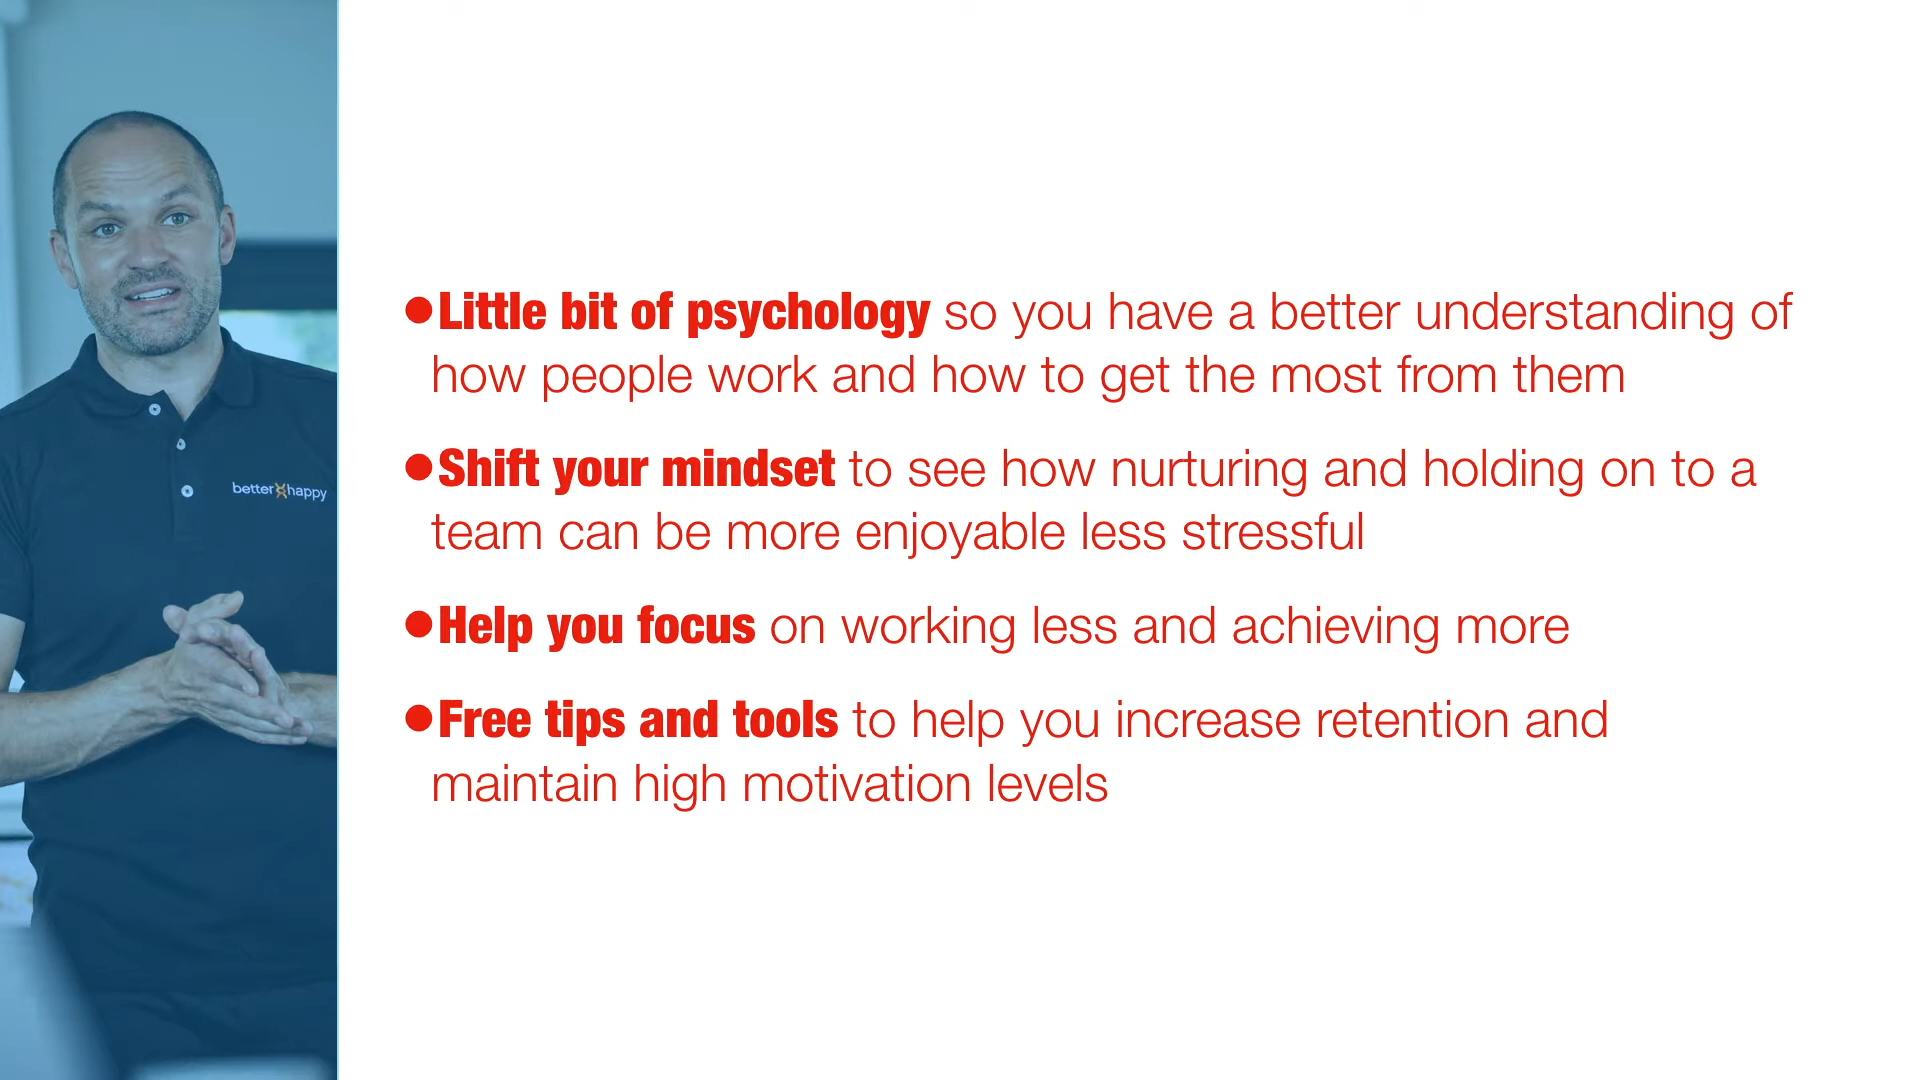 better happy
●Little bit of psychology so you have a better understanding of
how people work and how to get the most from them
●Shift your mindset to see how nurturing and holding on to a
team can be more enjoyable less stressful
●Help you focus on working less and achieving more
●Free tips and tools to help you increase retention and
maintain high motivation levels